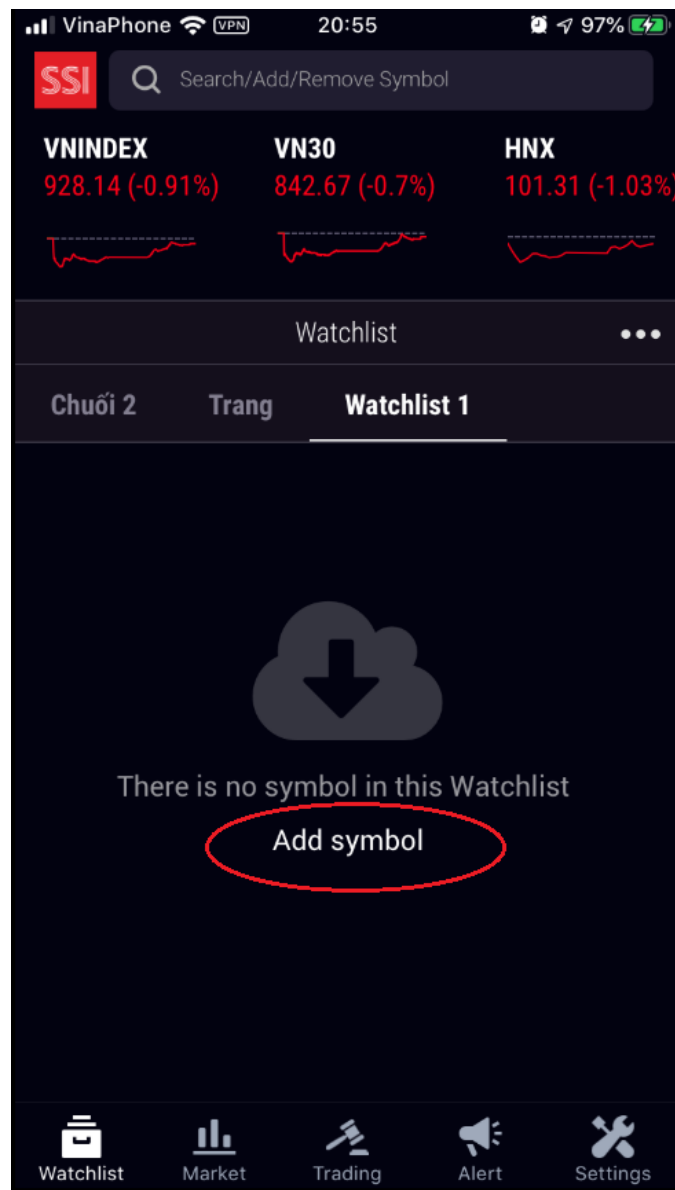 VinaPhone VPN 20:55 97%
SSI Search/Add/Remove Symbol
VNINDEX VN30 HNX
928.14 (-0.91%) 842.67 (-0.7%) 101.31 (-1.03%)
Watchlist
Chuối 2 Trang Watchlist 1
There is no symbol in this Watchlist
Add symbol
Watchlist Market Trading Alert Settings